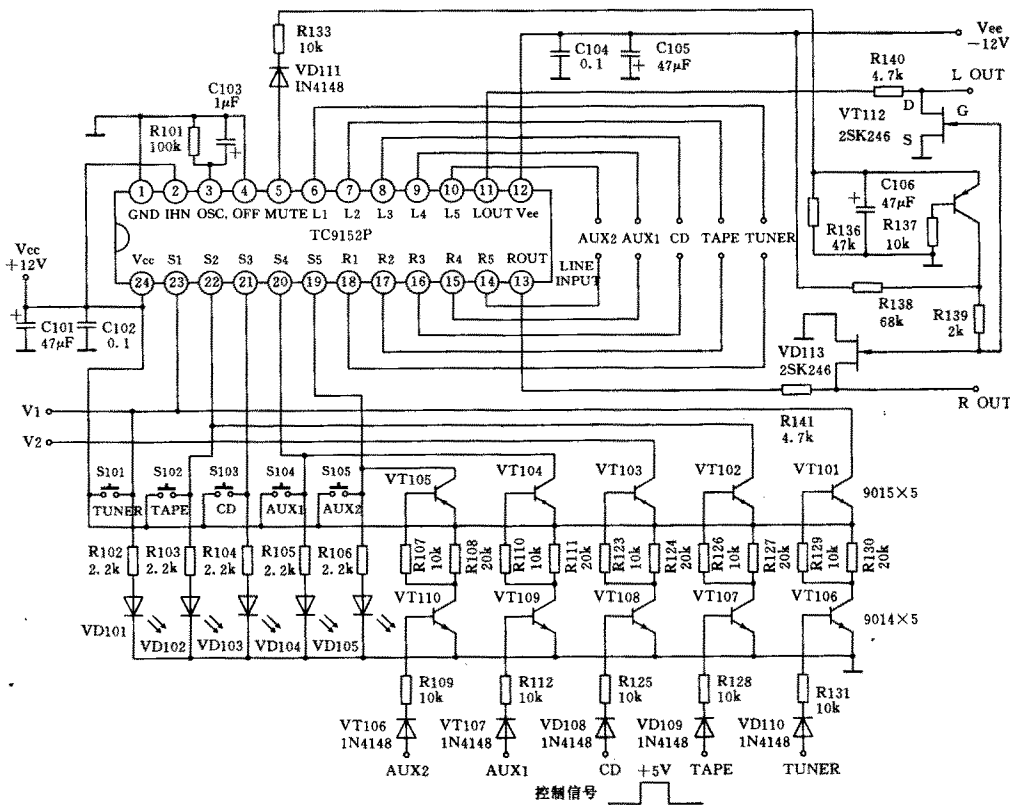 R133
10k
VD111
IN4148
C103
1μF
R101
100k
C104
0.1
C105
47μF
Vee
−12V
R140
4.7k
L OUT
D
G
S
VT112
2SK246
1 2 3 4 5 6 7 8 9 10 11 12
GND IHN OSC. OFF MUTE L1 L2 L3 L4 L5 LOUT Vee
TC9152P
Vcc S1 S2 S3 S4 S5 R1 R2 R3 R4 R5 ROUT
24 23 22 21 20 19 18 17 16 15 14 13
Vcc
+12V
C101
47μF
C102
0.1
AUX2 AUX1 CD TAPE TUNER
LINE
INPUT
C106
47μF
R136
47k
R137
10k
R138
68k
R139
2k
VD113
2SK246
R OUT
R141
4.7k
V1
V2
S101 S102 S103 S104 S105
TUNER TAPE CD AUX1 AUX2
VT105 VT104 VT103 VT102 VT101
9015×5
R102
2.2k
R103
2.2k
R104
2.2k
R105
2.2k
R106
2.2k
R107
10k
R108
20k
R110
10k
R111
20k
R123
10k
R124
20k
R126
10k
R127
20k
R129
10k
R130
20k
VT110 VT109 VT108 VT107 VT106
9014×5
VD101 VD102 VD103 VD104 VD105
R109
10k
R112
10k
R125
10k
R128
10k
R131
10k
VT106
1N4148
VT107
1N4148
VD108
1N4148
VD109
1N4148
VD110
1N4148
AUX2 AUX1 CD TAPE TUNER
+5V
控制信号